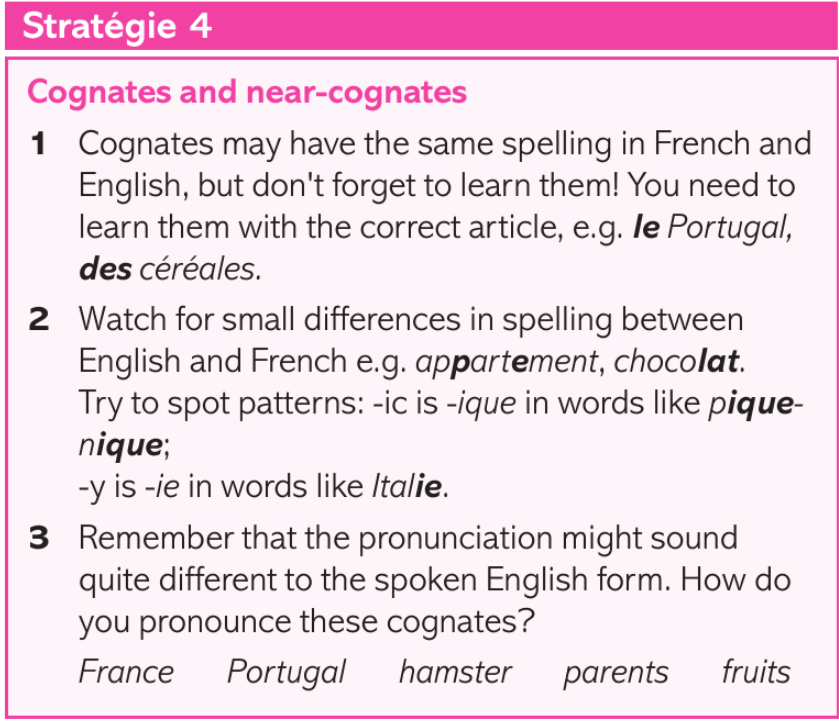 Stratégie 4
Cognates and near-cognates
1 Cognates may have the same spelling in French and
English, but don't forget to learn them! You need to
learn them with the correct article, e.g. le Portugal,
des céréales.
2 Watch for small differences in spelling between
English and French e.g. appartement, chocolat.
Try to spot patterns: -ic is -ique in words like pique-
nique;
-y is -ie in words like Italie.
3 Remember that the pronunciation might sound
quite different to the spoken English form. How do
you pronounce these cognates?
France Portugal hamster parents fruits